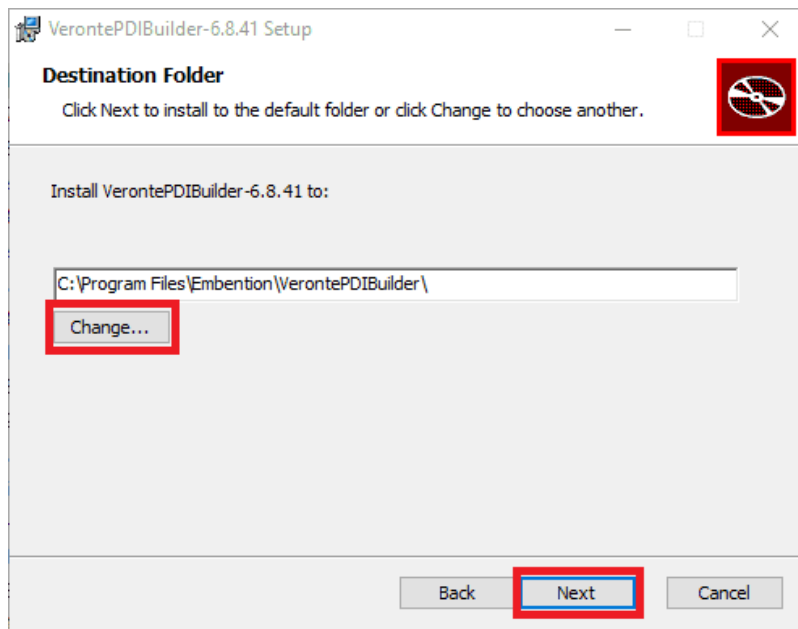 VerontePDIBuilder-6.8.41 Setup
Destination Folder
Click Next to install to the default folder or click Change to choose another.
Install VerontePDIBuilder-6.8.41 to:
C:\Program Files\Embention\VerontePDIBuilder\
Change...
Back Next Cancel